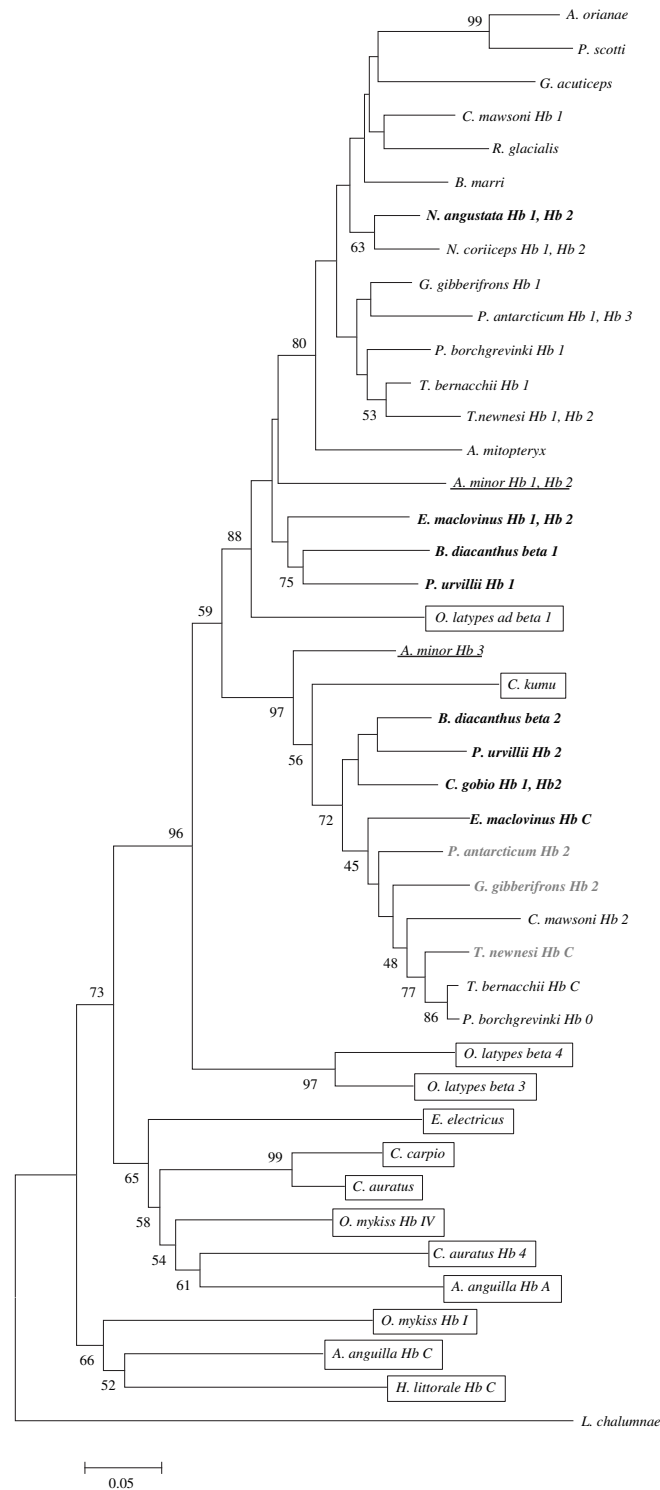 99
A. orianae
P. scotti
G. acuticeps
C. mawsoni Hb 1
R. glacialis
B. marri
N. angustata Hb 1, Hb 2
63
N. coriiceps Hb 1, Hb 2
G. gibberifrons Hb 1
P. antarcticum Hb 1, Hb 3
80
P. borchgrevinki Hb 1
T. bernacchii Hb 1
53
T.newnesi Hb 1, Hb 2
A. mitopteryx
A. minor Hb 1, Hb 2
E. maclovinus Hb 1, Hb 2
88
B. diacanthus beta 1
75
P. urvillii Hb 1
59
O. latypes ad beta 1
A. minor Hb 3
C. kumu
97
B. diacanthus beta 2
P. urvillii Hb 2
56
C. gobio Hb 1, Hb2
72
E. maclovinus Hb C
96
P. antarcticum Hb 2
45
G. gibberifrons Hb 2
C. mawsoni Hb 2
T. newnesi Hb C
48
T. bernacchii Hb C
77
P. borchgrevinki Hb 0
86
73
O. latypes beta 4
O. latypes beta 3
97
E. electricus
C. carpio
99
C. auratus
65
O. mykiss Hb IV
58
C. auratus Hb 4
54
A. anguilla Hb A
61
O. mykiss Hb I
A. anguilla Hb C
66
H. littorale Hb C
52
L. chalumnae
0.05